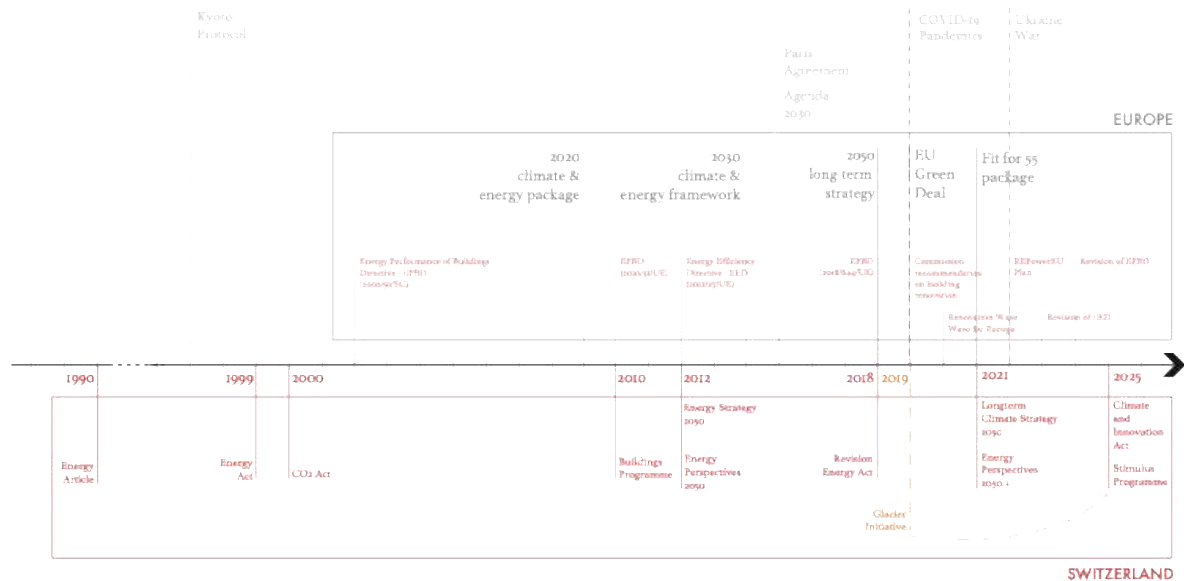 Kyoto
Protocol
COVID-19
Pandemics
Ukraine
War
Paris
Agreement
Agenda
2030
EUROPE
2020
climate &
energy package
2030
climate &
energy framework
2050
long term
strategy
EU
Green
Deal
Fit for 55
package
Energy Performance of Buildings
Directive (EPBD)
EPBD
Energy Efficiency
Directive EED
EPBD
Commission
recommendation
on building
renovation
REPowerEU
Plan
Revision of EPBD
Renovation Wave
Wave for Europe
Revision of EED
1990
1999
2000
2010
2012
2018
2019
2021
2025
Energy
Article
Energy
Act
CO2 Act
Buildings
Programme
Energy Strategy
2050
Energy
Perspectives
2050
Revision
Energy Act
Glacier
Initiative
Longterm
Climate Strategy
2050
Energy
Perspectives
2050 +
Climate
and
Innovation
Act
Stimulus
Programme
SWITZERLAND